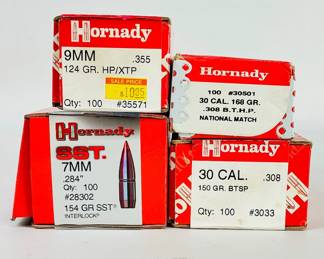 Hornady
9MM .355
124 GR. HP/XTP
SALE PRICE
$10.95
Qty: 100 #35571
Hornady
100 #30501
30 CAL. 168 GR.
.308 B.T.H.P.
NATIONAL MATCH
Hornady
SST.
7MM
.284"
Qty: 100
#28302
154 GR SST®
INTERLOCK®
Hornady
30 CAL. .308
150 GR. BTSP
Qty: 100 #3033